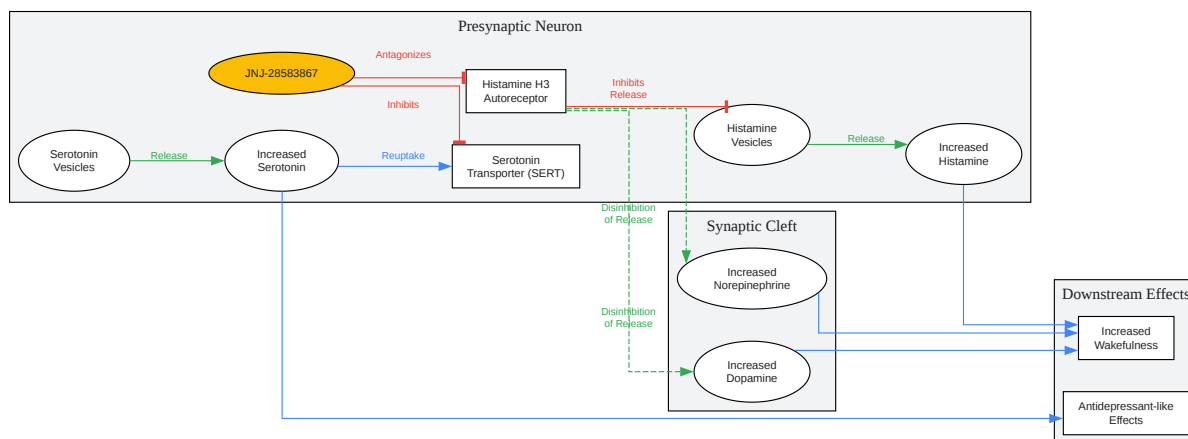 Presynaptic Neuron
Antagonizes
JNJ-28583867
Histamine H3
Autoreceptor
Inhibits
Release
Inhibits
Histamine
Vesicles
Release
Increased
Histamine
Serotonin
Vesicles
Release
Increased
Serotonin
Reuptake
Serotonin
Transporter (SERT)
Disinhibition
of Release
Synaptic Cleft
Increased
Norepinephrine
Downstream Effects
Disinhibition
of Release
Increased
Wakefulness
Increased
Dopamine
Antidepressant-like
Effects